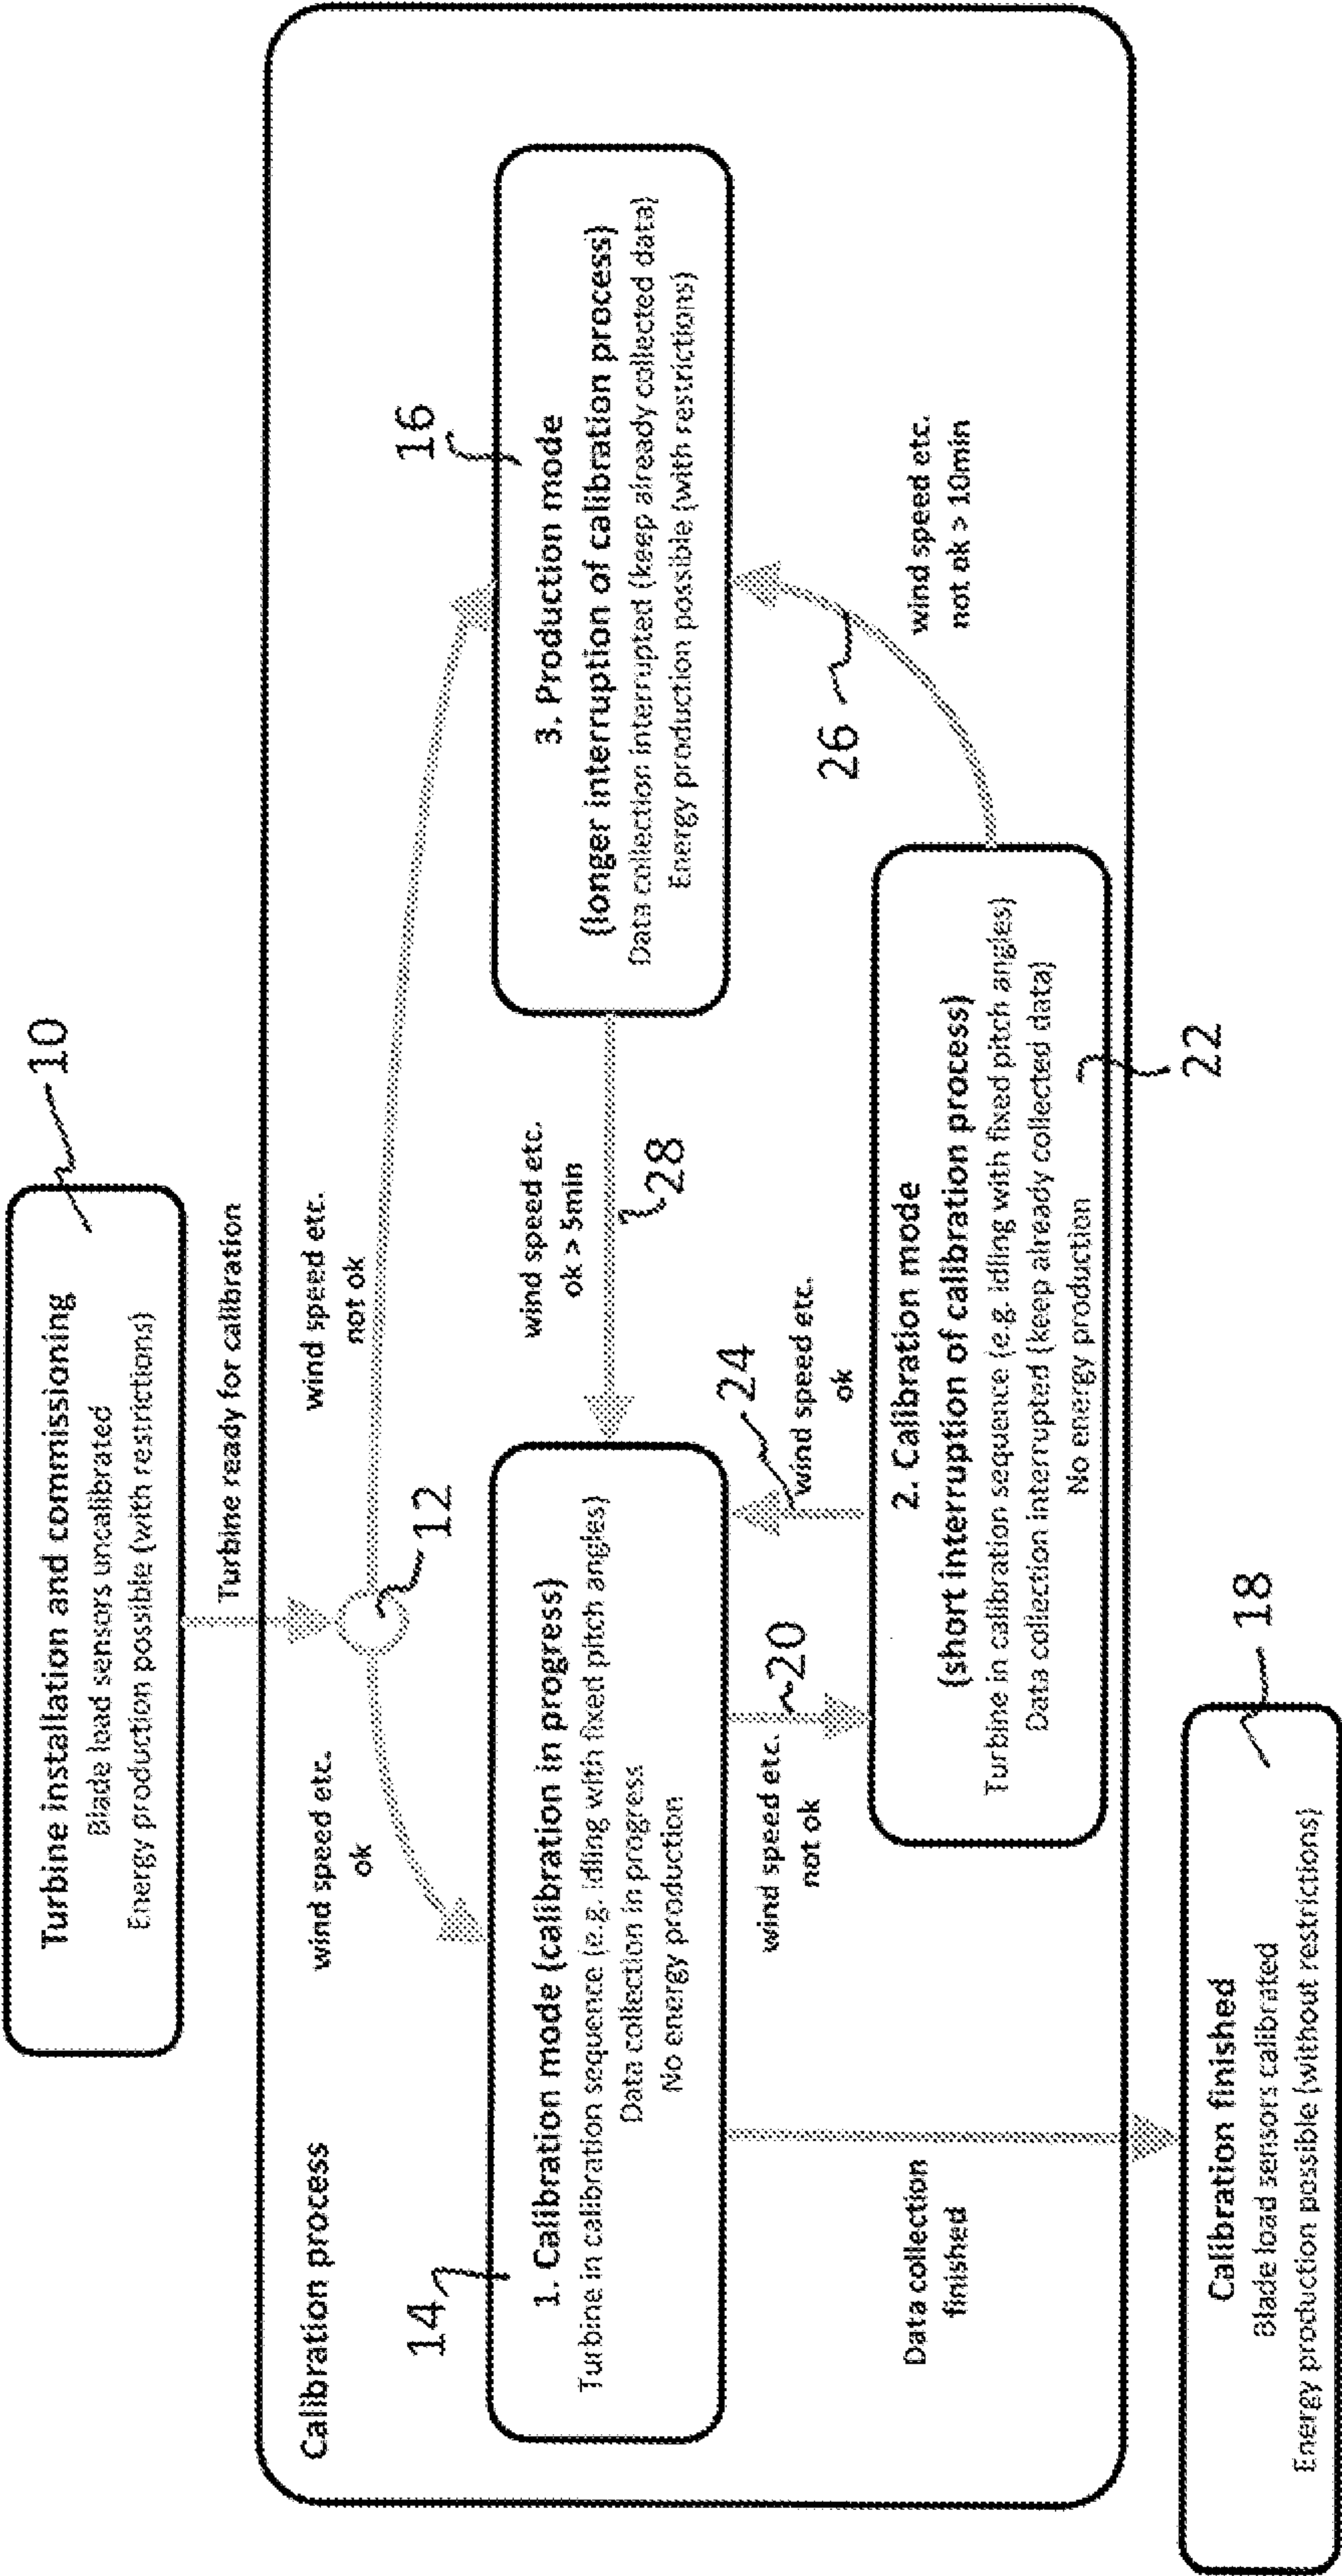 10
Turbine installation and commissioning
Blade load sensors uncalibrated
Energy production possible (with restrictions)
Turbine ready for calibration
Calibration process
wind speed etc.
ok
12
wind speed etc.
not ok
14
1. Calibration mode (calibration in progress)
Turbine in calibration sequence (e.g. idling with fixed pitch angles)
Data collection in progress
No energy production
wind speed etc.
ok > 5min
28
16
3. Production mode
(longer interruption of calibration process)
Data collection interrupted (keep already collected data)
Energy production possible (with restrictions)
Data collection
finished
wind speed etc.
not ok
20
24
wind speed etc.
ok
26
wind speed etc.
not ok > 10min
2. Calibration mode
(short interruption of calibration process)
Turbine in calibration sequence (e.g. idling with fixed pitch angles)
Data collection interrupted (keep already collected data)
No energy production
22
18
Calibration finished
Blade load sensors calibrated
Energy production possible (without restrictions)